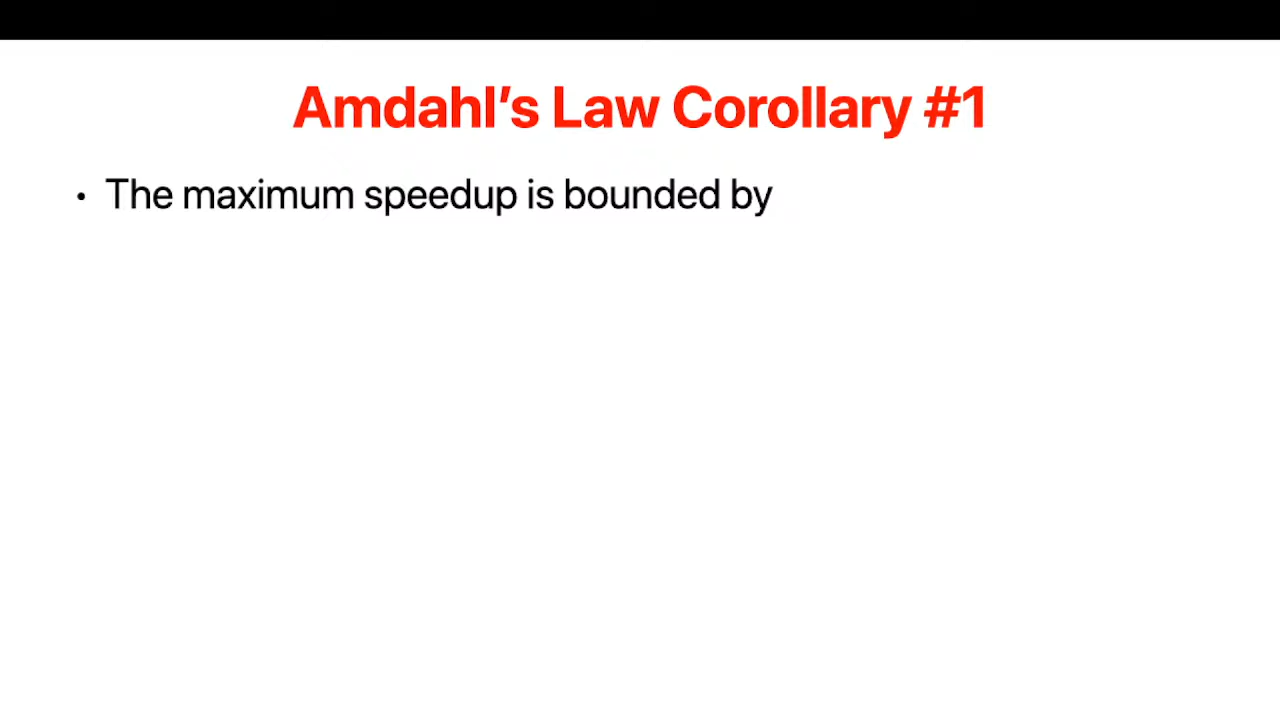 Amdahl’s Law Corollary #1
• The maximum speedup is bounded by